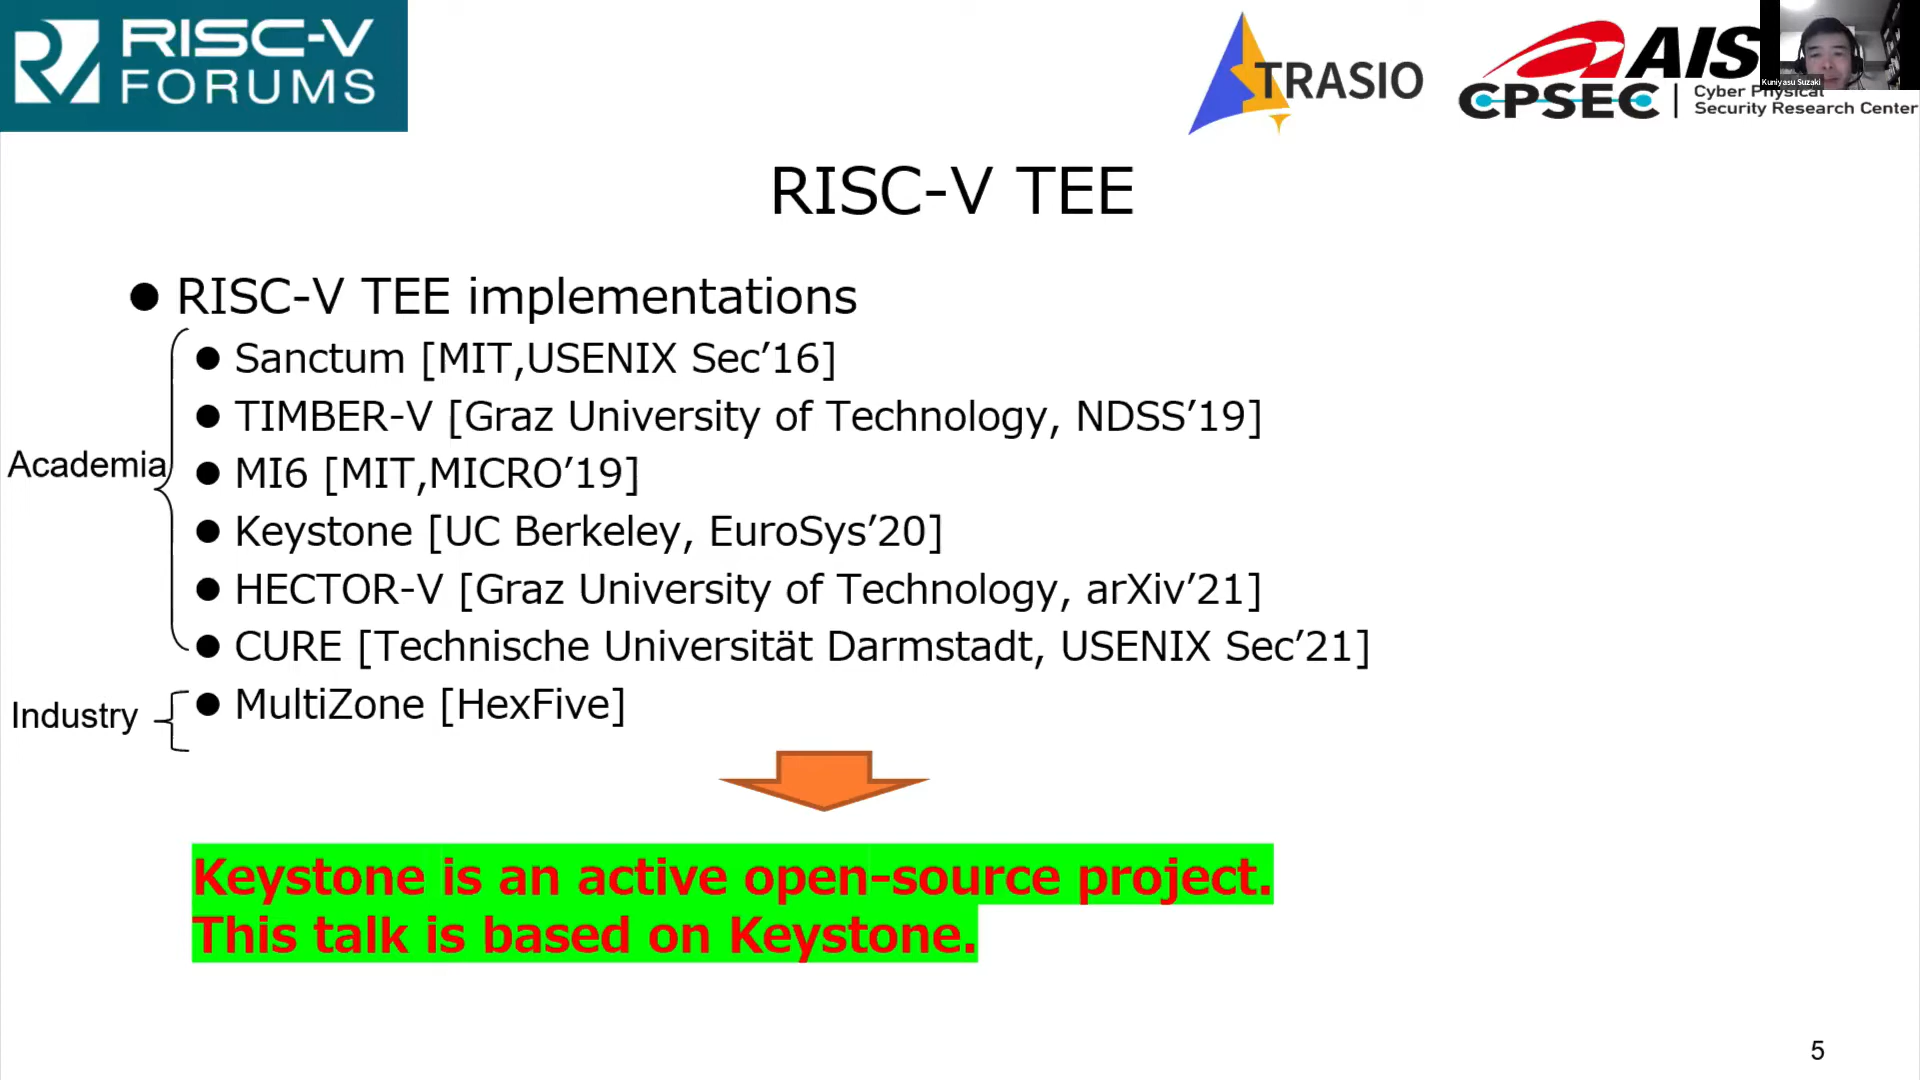 RISC-V
FORUMS
TRASIO
AIS
CPSEC
Cyber Physical
Security Research Center
Kuniyasu Suzaki
RISC-V TEE
● RISC-V TEE implementations
● Sanctum [MIT,USENIX Sec’16]
● TIMBER-V [Graz University of Technology, NDSS’19]
Academia
● MI6 [MIT,MICRO’19]
● Keystone [UC Berkeley, EuroSys’20]
● HECTOR-V [Graz University of Technology, arXiv’21]
● CURE [Technische Universität Darmstadt, USENIX Sec’21]
Industry
● MultiZone [HexFive]
Keystone is an active open-source project.
This talk is based on Keystone.
5